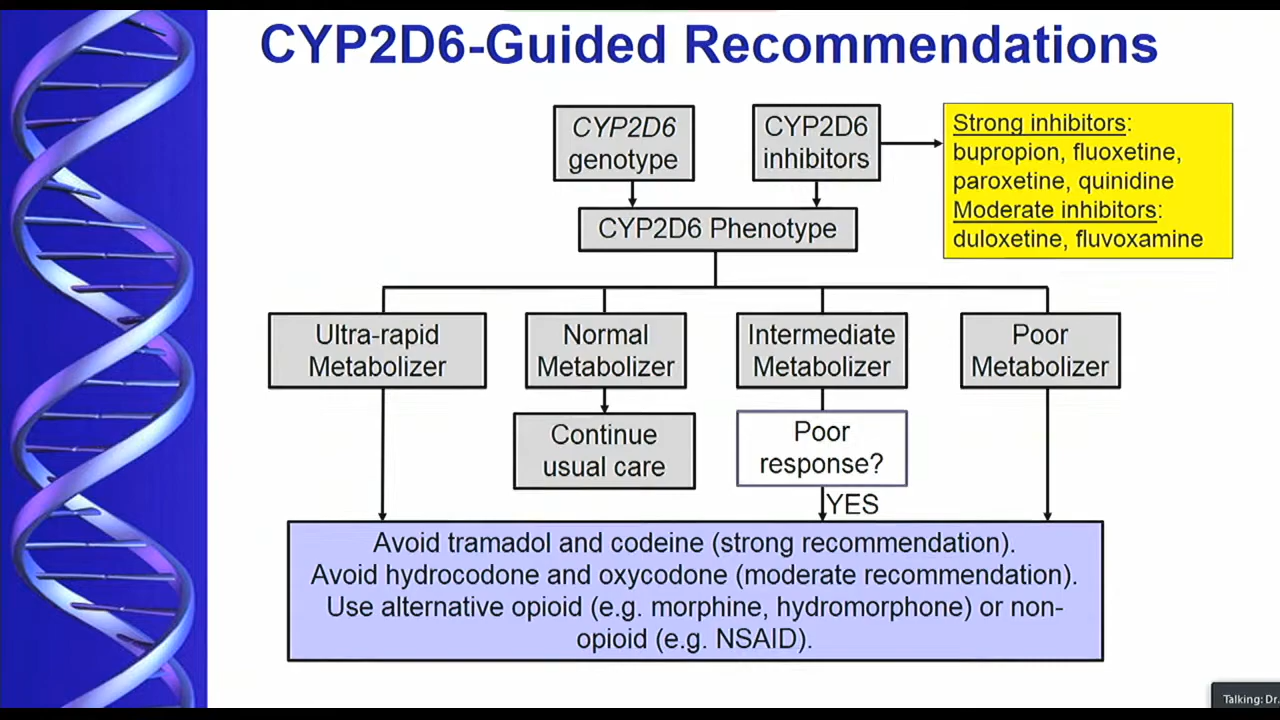 CYP2D6-Guided Recommendations
CYP2D6
genotype
CYP2D6
inhibitors
Strong inhibitors:
bupropion, fluoxetine,
paroxetine, quinidine
Moderate inhibitors:
duloxetine, fluvoxamine
CYP2D6 Phenotype
Ultra-rapid
Metabolizer
Normal
Metabolizer
Intermediate
Metabolizer
Poor
Metabolizer
Continue
usual care
Poor
response?
YES
Avoid tramadol and codeine (strong recommendation).
Avoid hydrocodone and oxycodone (moderate recommendation).
Use alternative opioid (e.g. morphine, hydromorphone) or non-
opioid (e.g. NSAID).
Talking: Dr.